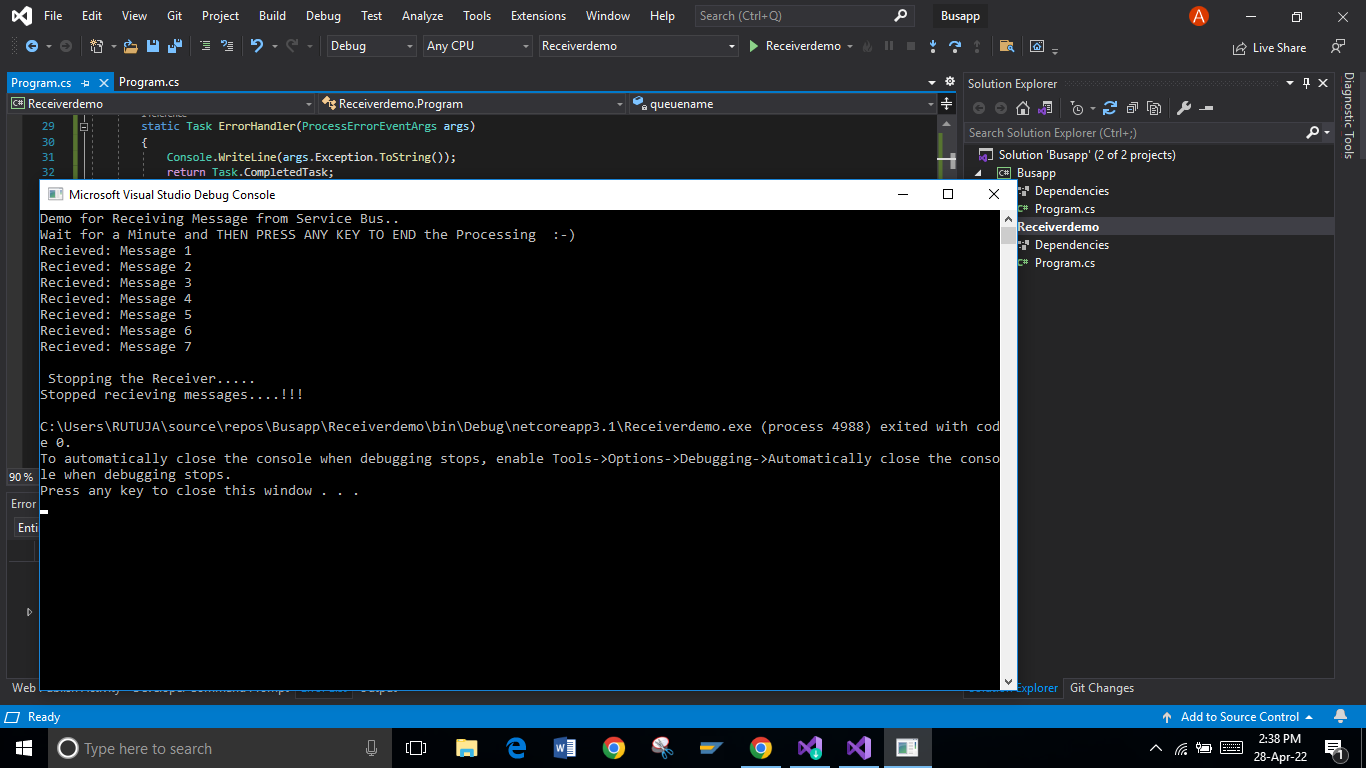 File Edit View Git Project Build Debug Test Analyze Tools Extensions Window Help Search (Ctrl+Q) Busapp A
Debug Any CPU Receiverdemo Receiverdemo Live Share
Program.cs Program.cs
Receiverdemo Receiverdemo.Program queuename
29 static Task ErrorHandler(ProcessErrorEventArgs args)
30 {
31 Console.WriteLine(args.Exception.ToString());
32 return Task.CompletedTask;
Microsoft Visual Studio Debug Console
Demo for Receiving Message from Service Bus..
Wait for a Minute and THEN PRESS ANY KEY TO END the Processing  :-)
Recieved: Message 1
Recieved: Message 2
Recieved: Message 3
Recieved: Message 4
Recieved: Message 5
Recieved: Message 6
Recieved: Message 7
Stopping the Receiver.....
Stopped recieving messages....!!!
C:\Users\RUTUJA\source\repos\Busapp\Receiverdemo\bin\Debug\netcoreapp3.1\Receiverdemo.exe (process 4988) exited with cod
e 0.
To automatically close the console when debugging stops, enable Tools->Options->Debugging->Automatically close the conso
le when debugging stops.
Press any key to close this window . . .
90 %
Error
Enti
Web
Solution Explorer
Search Solution Explorer (Ctrl+;)
Solution 'Busapp' (2 of 2 projects)
C# Busapp
Dependencies
C# Program.cs
Receiverdemo
Dependencies
C# Program.cs
Explorer Git Changes
Diagnostic Tools
Ready Add to Source Control
Type here to search
2:38 PM
28-Apr-22
1